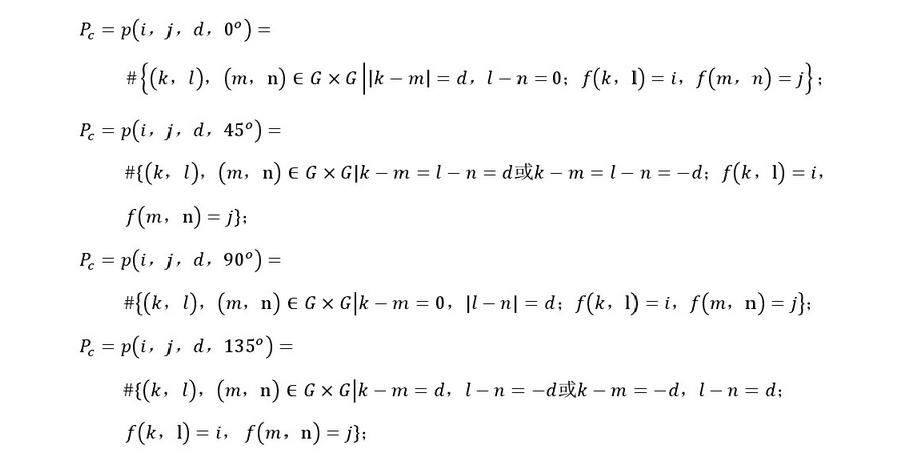 P_c = p(i, j, d, 0°) =
#{(k, l), (m, n) ∈ G × G||k − m| = d, l − n = 0; f(k, l) = i, f(m, n) = j};
P_c = p(i, j, d, 45°) =
#{(k, l), (m, n) ∈ G × G|k − m = l − n = d或k − m = l − n = −d; f(k, l) = i,
f(m, n) = j};
P_c = p(i, j, d, 90°) =
#{(k, l), (m, n) ∈ G × G|k − m = 0, |l − n| = d; f(k, l) = i, f(m, n) = j};
P_c = p(i, j, d, 135°) =
#{(k, l), (m, n) ∈ G × G|k − m = d, l − n = −d或k − m = −d, l − n = d;
f(k, l) = i, f(m, n) = j};